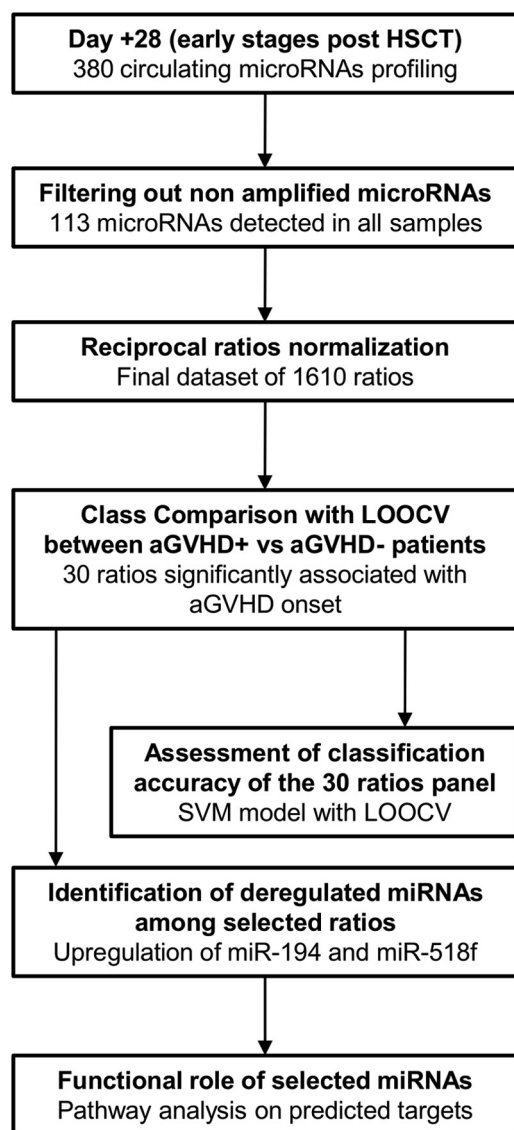 Day +28 (early stages post HSCT)
380 circulating microRNAs profiling
Filtering out non amplified microRNAs
113 microRNAs detected in all samples
Reciprocal ratios normalization
Final dataset of 1610 ratios
Class Comparison with LOOCV
between aGVHD+ vs aGVHD- patients
30 ratios significantly associated with
aGVHD onset
Assessment of classification
accuracy of the 30 ratios panel
SVM model with LOOCV
Identification of deregulated miRNAs
among selected ratios
Upregulation of miR-194 and miR-518f
Functional role of selected miRNAs
Pathway analysis on predicted targets